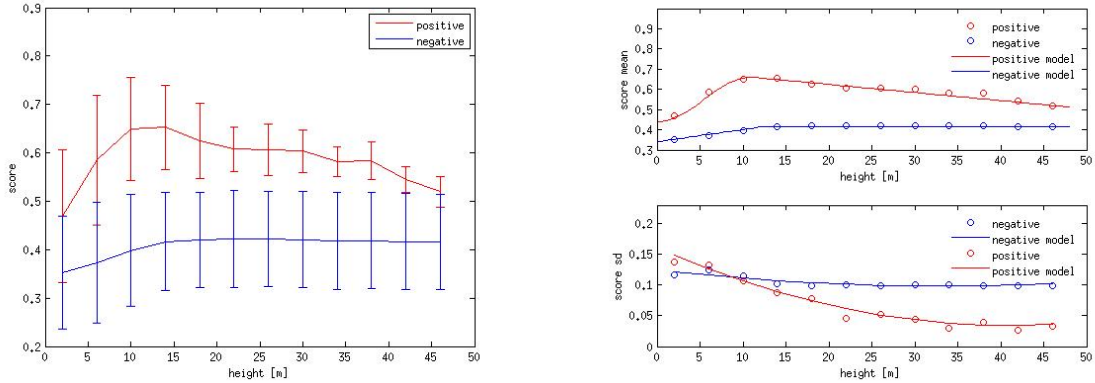 0.9
0.8
0.7
0.6
0.5
0.4
0.3
0.2
score
0 5 10 15 20 25 30 35 40 45 50
height [m]
positive
negative
0.9
0.8
0.7
0.6
0.5
0.4
0.3
score mean
0 5 10 15 20 25 30 35 40 45 50
height [m]
positive
negative
positive model
negative model
0.2
0.15
0.1
0.05
0
score sd
0 5 10 15 20 25 30 35 40 45 50
height [m]
negative
negative model
positive
positive model